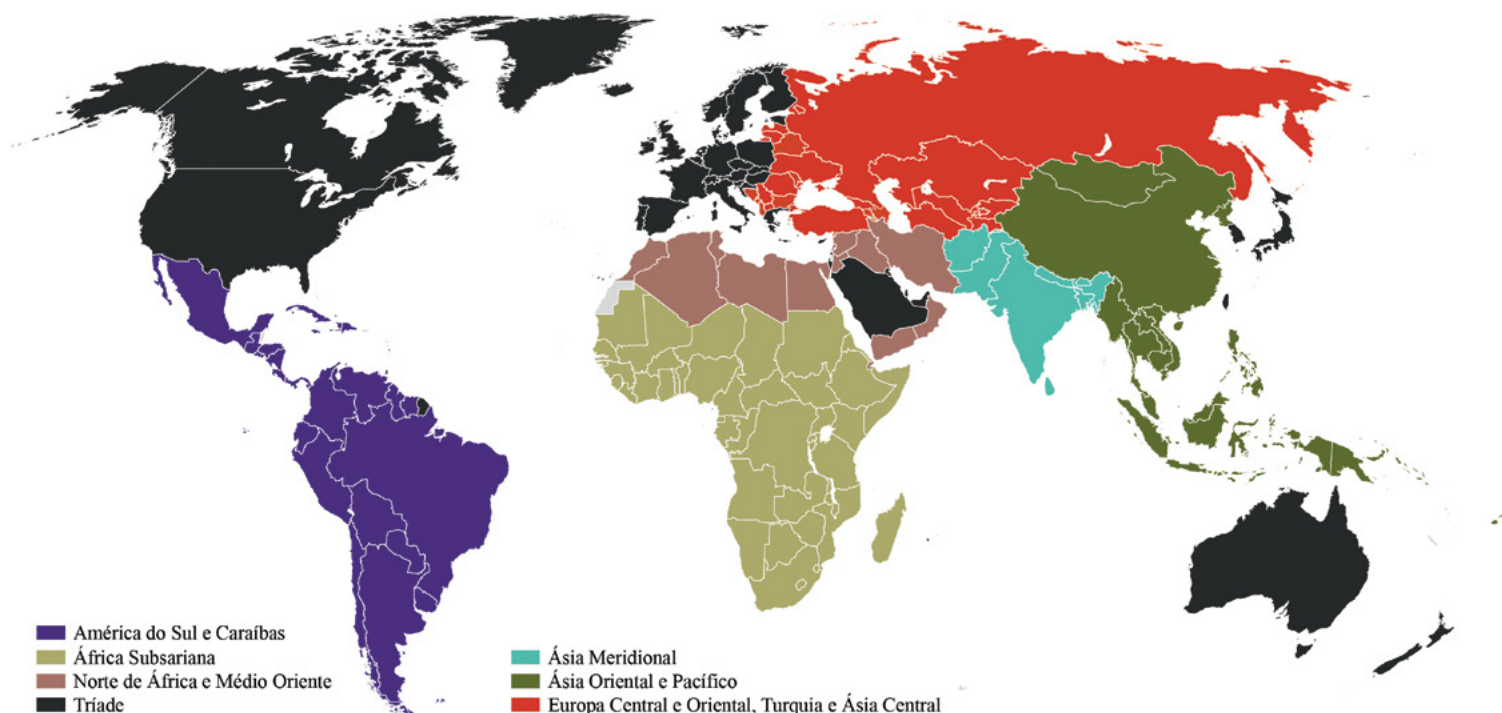 América do Sul e Caraíbas
África Subsariana
Norte de África e Médio Oriente
Tríade
Ásia Meridional
Ásia Oriental e Pacífico
Europa Central e Oriental, Turquia e Ásia Central